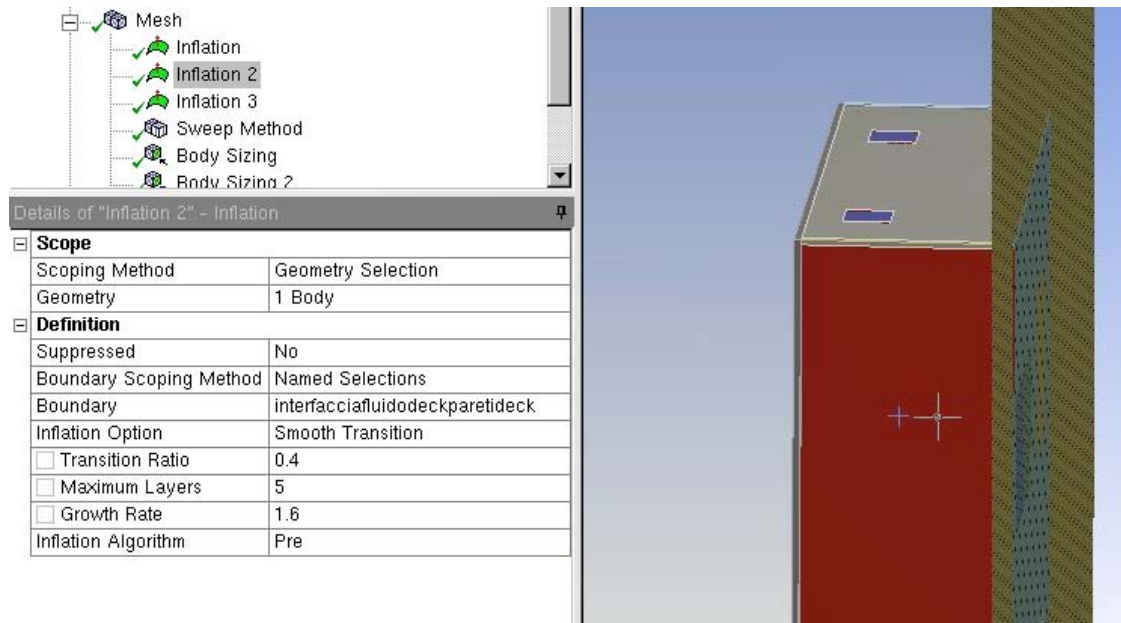 Mesh
Inflation
Inflation 2
Inflation 3
Sweep Method
Body Sizing
Body Sizing 2
Details of "Inflation 2" - Inflation
Scope
Scoping Method Geometry Selection
Geometry 1 Body
Definition
Suppressed No
Boundary Scoping Method Named Selections
Boundary interfacciafluidodeckparetideck
Inflation Option Smooth Transition
Transition Ratio 0.4
Maximum Layers 5
Growth Rate 1.6
Inflation Algorithm Pre